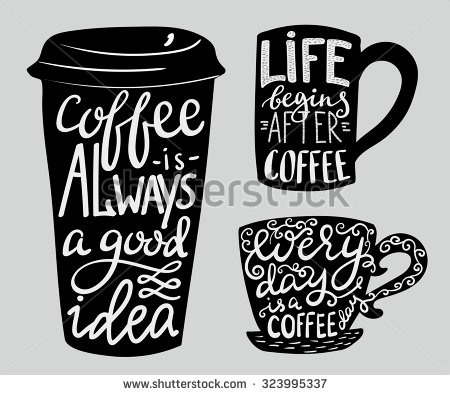 coffee
-is-
ALWAYS
a good
idea
LiFE
begins
AFTER
COFFEE
every
day
is a
COFFEE
day
shutterstock
www.shutterstock.com · 323995337